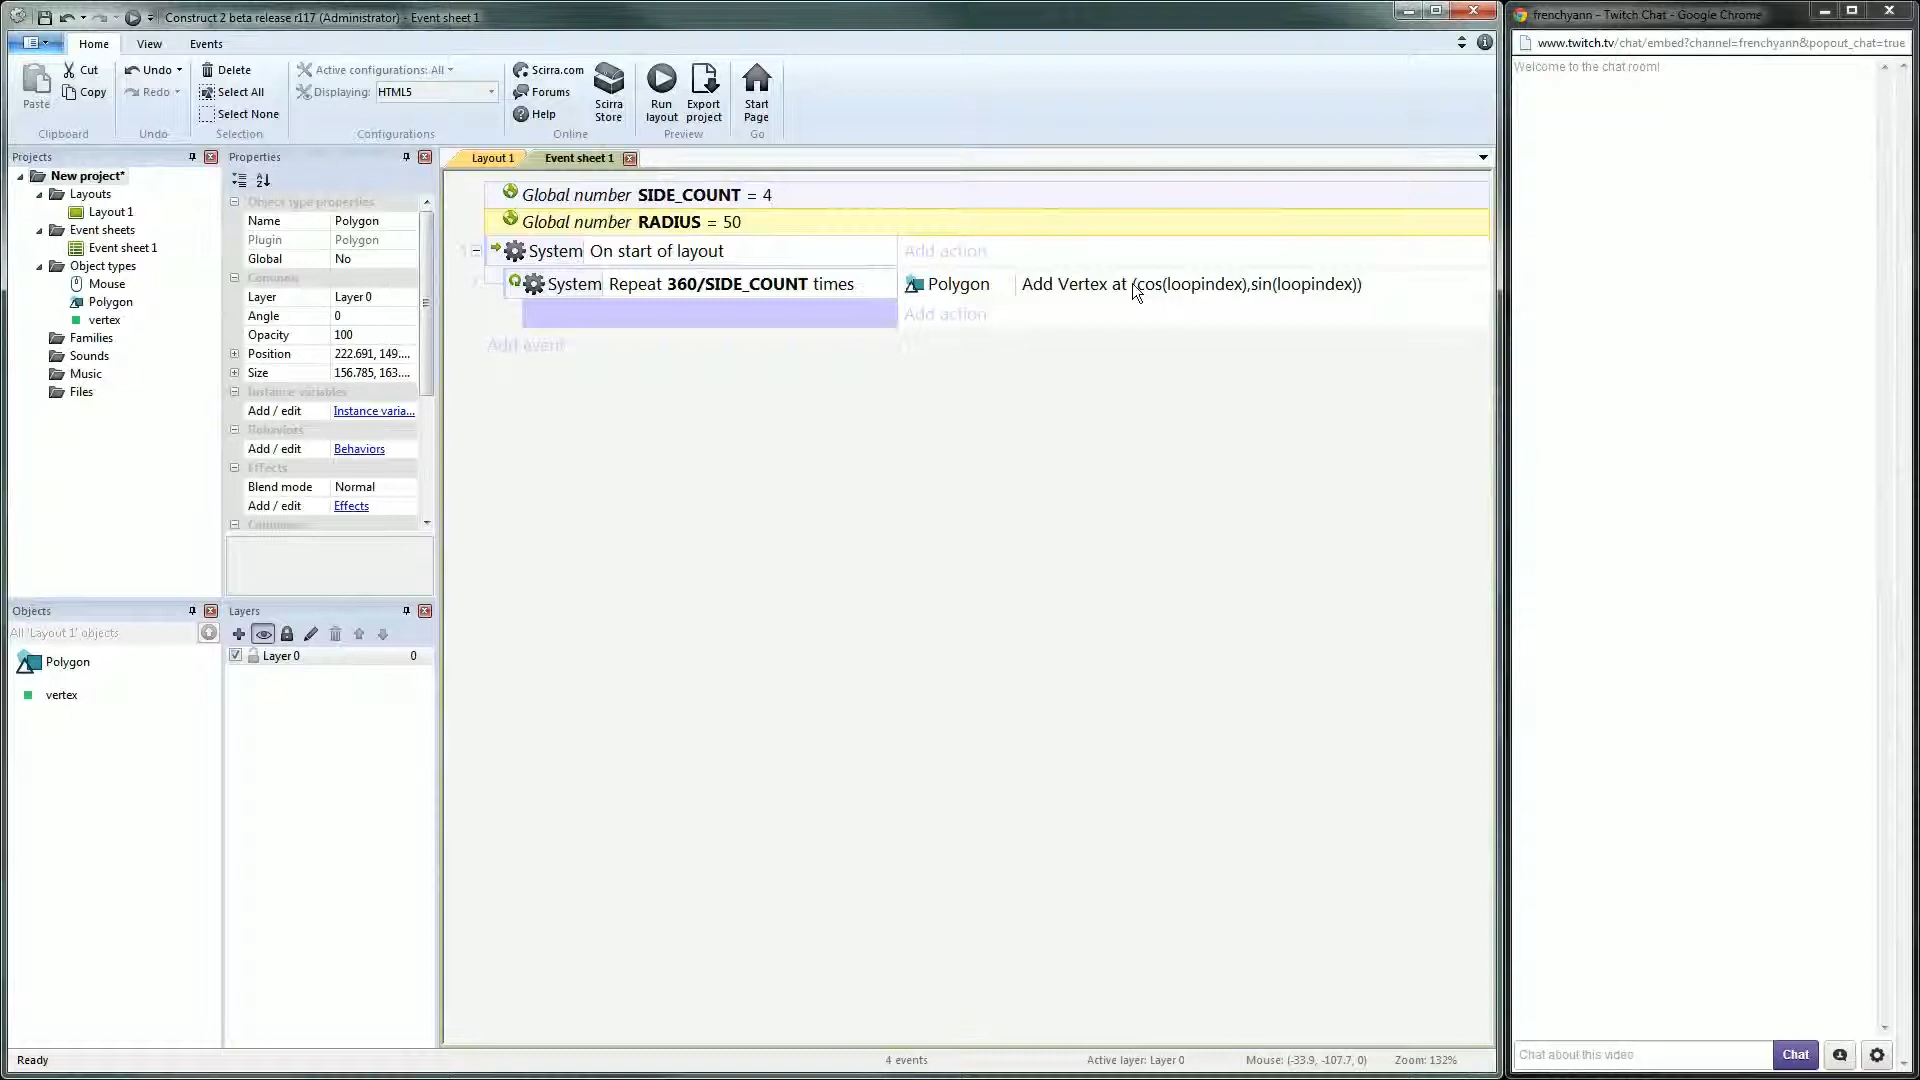 Construct 2 beta release r117 (Administrator) - Event sheet 1
Home View Events
Paste
Cut
Copy
Clipboard
Undo
Redo
Undo
Delete
Select All
Select None
Selection
Active configurations: All
Displaying: HTML5
Configurations
Scirra.com
Forums
Help
Scirra Store
Online
Run layout
Export project
Preview
Start Page
Go
Projects
New project*
Layouts
Layout 1
Event sheets
Event sheet 1
Object types
Mouse
Polygon
vertex
Families
Sounds
Music
Files
Properties
Object type properties
Name Polygon
Plugin Polygon
Global No
Common
Layer Layer 0
Angle 0
Opacity 100
Position 222.691, 149....
Size 156.785, 163....
Instance variables
Add / edit Instance varia...
Behaviors
Add / edit Behaviors
Effects
Blend mode Normal
Add / edit Effects
Objects
All 'Layout 1' objects
Polygon
vertex
Layers
Layer 0 0
Layout 1 Event sheet 1
Global number SIDE_COUNT = 4
Global number RADIUS = 50
System On start of layout Add action
System Repeat 360/SIDE_COUNT times Polygon Add Vertex at (cos(loopindex),sin(loopindex))
Add action
Add event
Ready 4 events Active layer: Layer 0 Mouse: (-33.9, -107.7, 0) Zoom: 132%
frenchyann - Twitch Chat - Google Chrome
www.twitch.tv/chat/embed?channel=frenchyann&popout_chat=true
Welcome to the chat room!
Chat about this video Chat